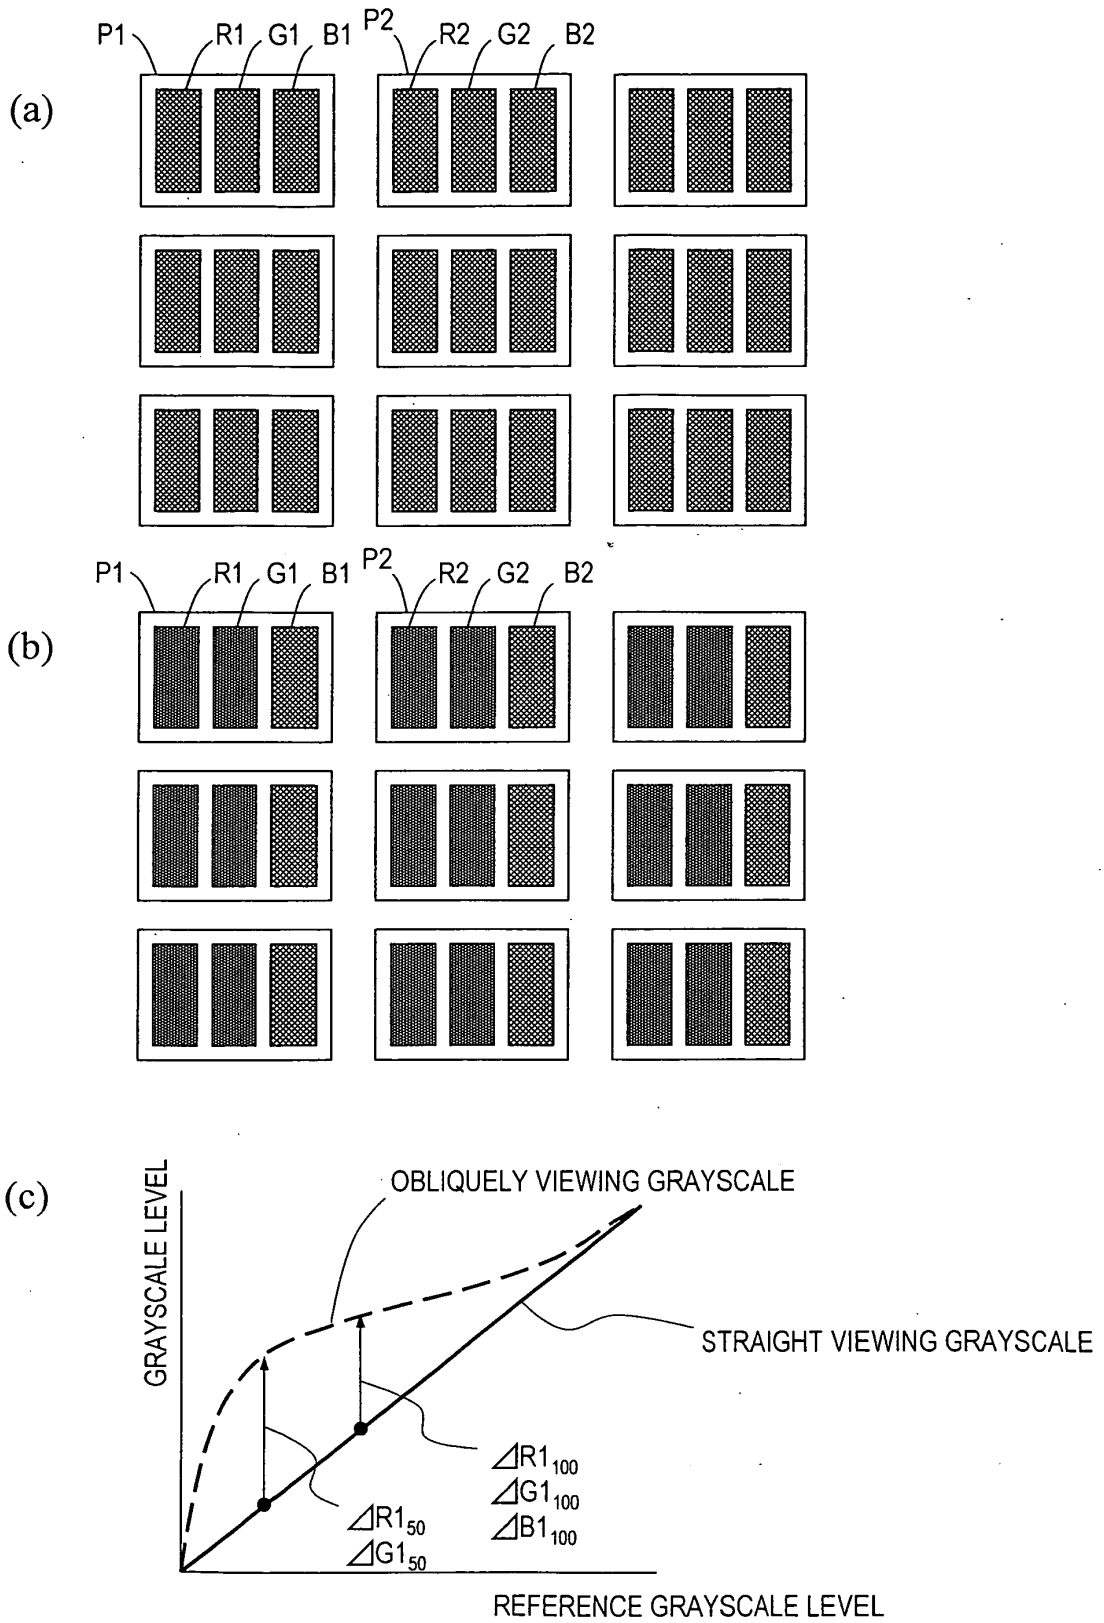 (a)
P1 R1 G1 B1 P2 R2 G2 B2
(b)
P1 R1 G1 B1 P2 R2 G2 B2
(c)
GRAYSCALE LEVEL
OBLIQUELY VIEWING GRAYSCALE
STRAIGHT VIEWING GRAYSCALE
⊿R1₁₀₀
⊿G1₁₀₀
⊿B1₁₀₀
⊿R1₅₀
⊿G1₅₀
REFERENCE GRAYSCALE LEVEL